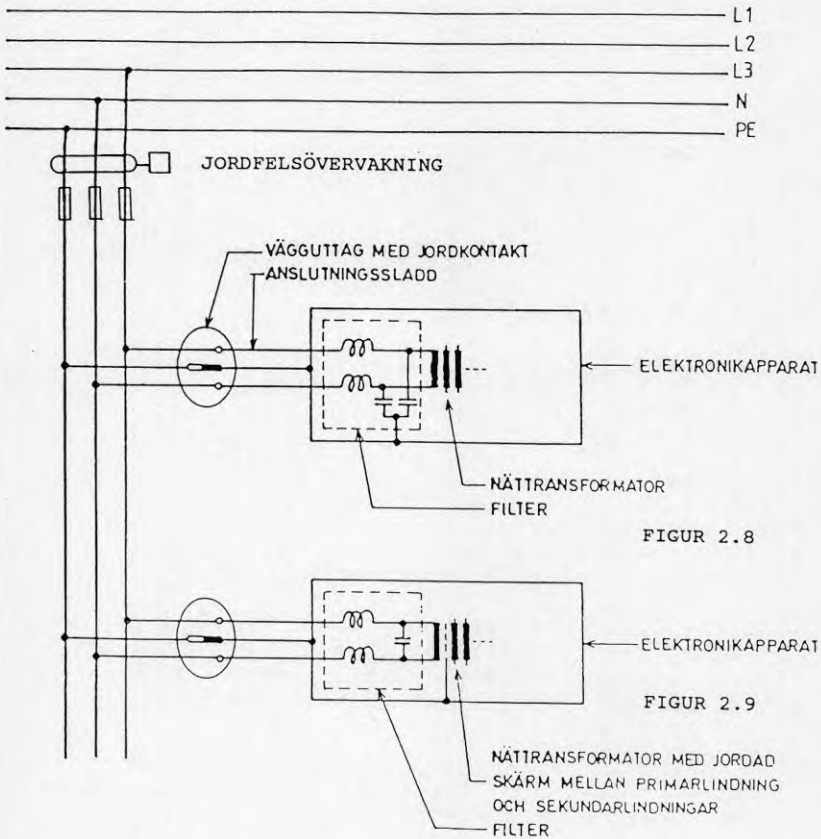 L1
L2
L3
N
PE
JORDFELSÖVERVAKNING
VÄGGUTTAG MED JORDKONTAKT
ANSLUTNINGSSLADD
ELEKTRONIKAPPARAT
NÄTTRANSFORMATOR
FILTER
FIGUR 2.8
ELEKTRONIKAPPARAT
FIGUR 2.9
NÄTTRANSFORMATOR MED JORDAD
SKÄRM MELLAN PRIMÄRLINDNING
OCH SEKUNDÄRLINDNINGAR
FILTER